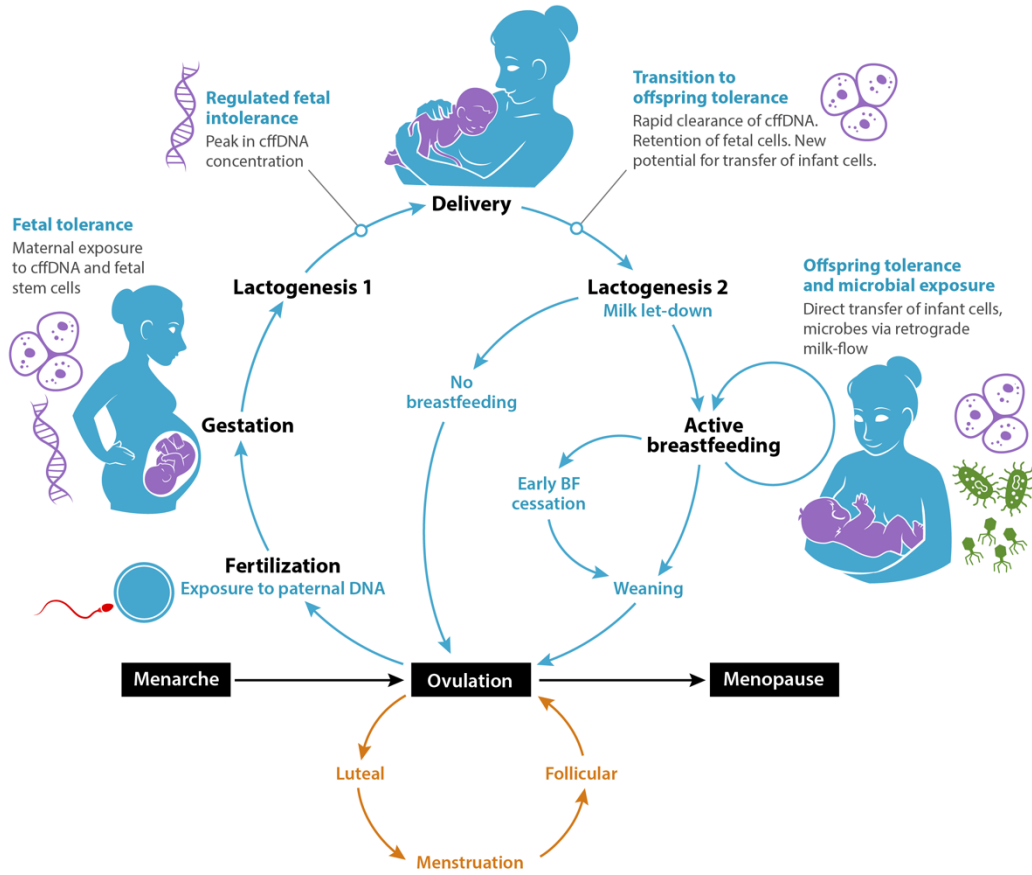 Regulated fetal
intolerance
Peak in cffDNA
concentration
Transition to
offspring tolerance
Rapid clearance of cffDNA.
Retention of fetal cells. New
potential for transfer of infant cells.
Delivery
Fetal tolerance
Maternal exposure
to cffDNA and fetal
stem cells
Lactogenesis 1
Lactogenesis 2
Milk let-down
Offspring tolerance
and microbial exposure
Direct transfer of infant cells,
microbes via retrograde
milk-flow
No
breastfeeding
Gestation
Active
breastfeeding
Early BF
cessation
Fertilization
Exposure to paternal DNA
Weaning
Menarche
Ovulation
Menopause
Luteal
Follicular
Menstruation